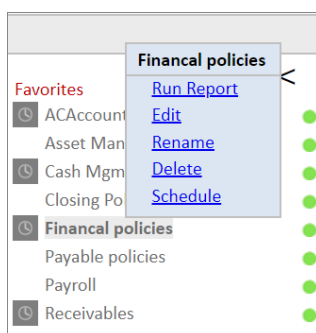 Financal policies
Run Report
<
Edit
Rename
Delete
Schedule
Favorites
ACAccount
Asset Man
Cash Mgm
Closing Po
Financal policies
Payable policies
Payroll
Receivables